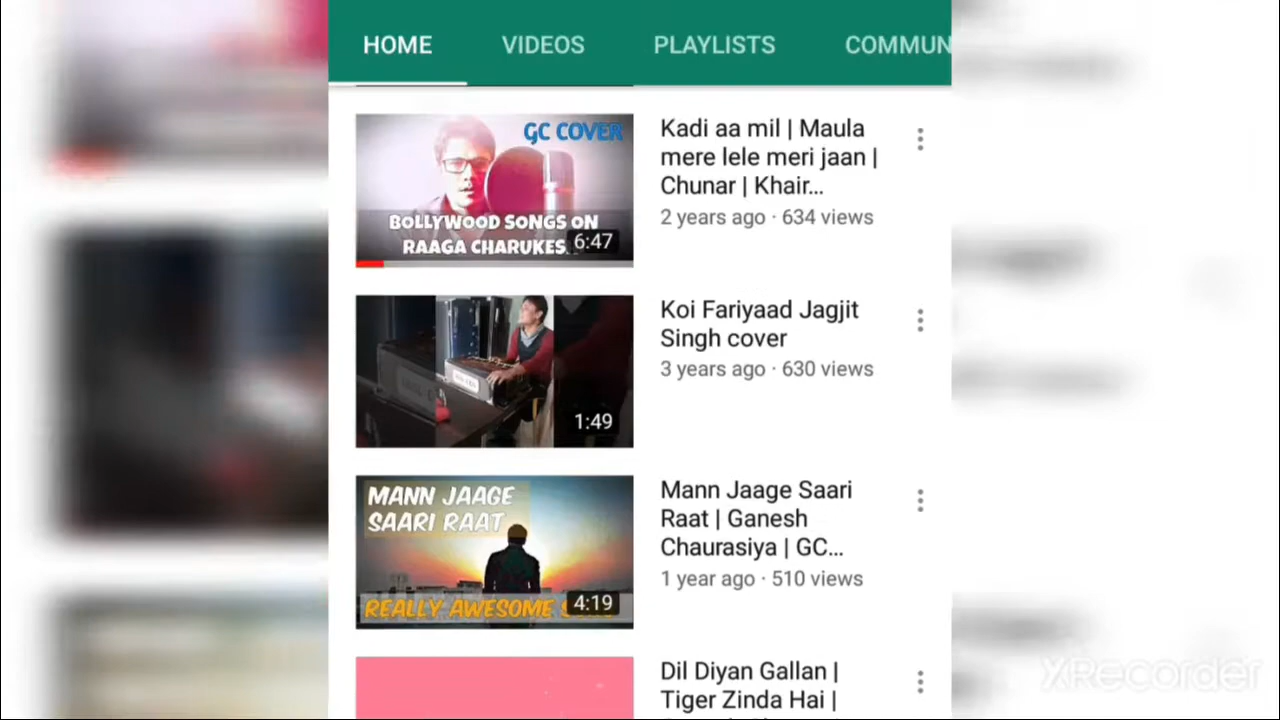 HOME VIDEOS PLAYLISTS COMMUN
GC COVER
BOLLYWOOD SONGS ON
RAAGA CHARUKES
6:47
Kadi aa mil | Maula
mere lele meri jaan |
Chunar | Khair...
2 years ago · 634 views
1:49
Koi Fariyaad Jagjit
Singh cover
3 years ago · 630 views
MANN JAAGE
SAARI RAAT
REALLY AWESOME
4:19
Mann Jaage Saari
Raat | Ganesh
Chaurasiya | GC...
1 year ago · 510 views
Dil Diyan Gallan |
Tiger Zinda Hai |
XRecorder